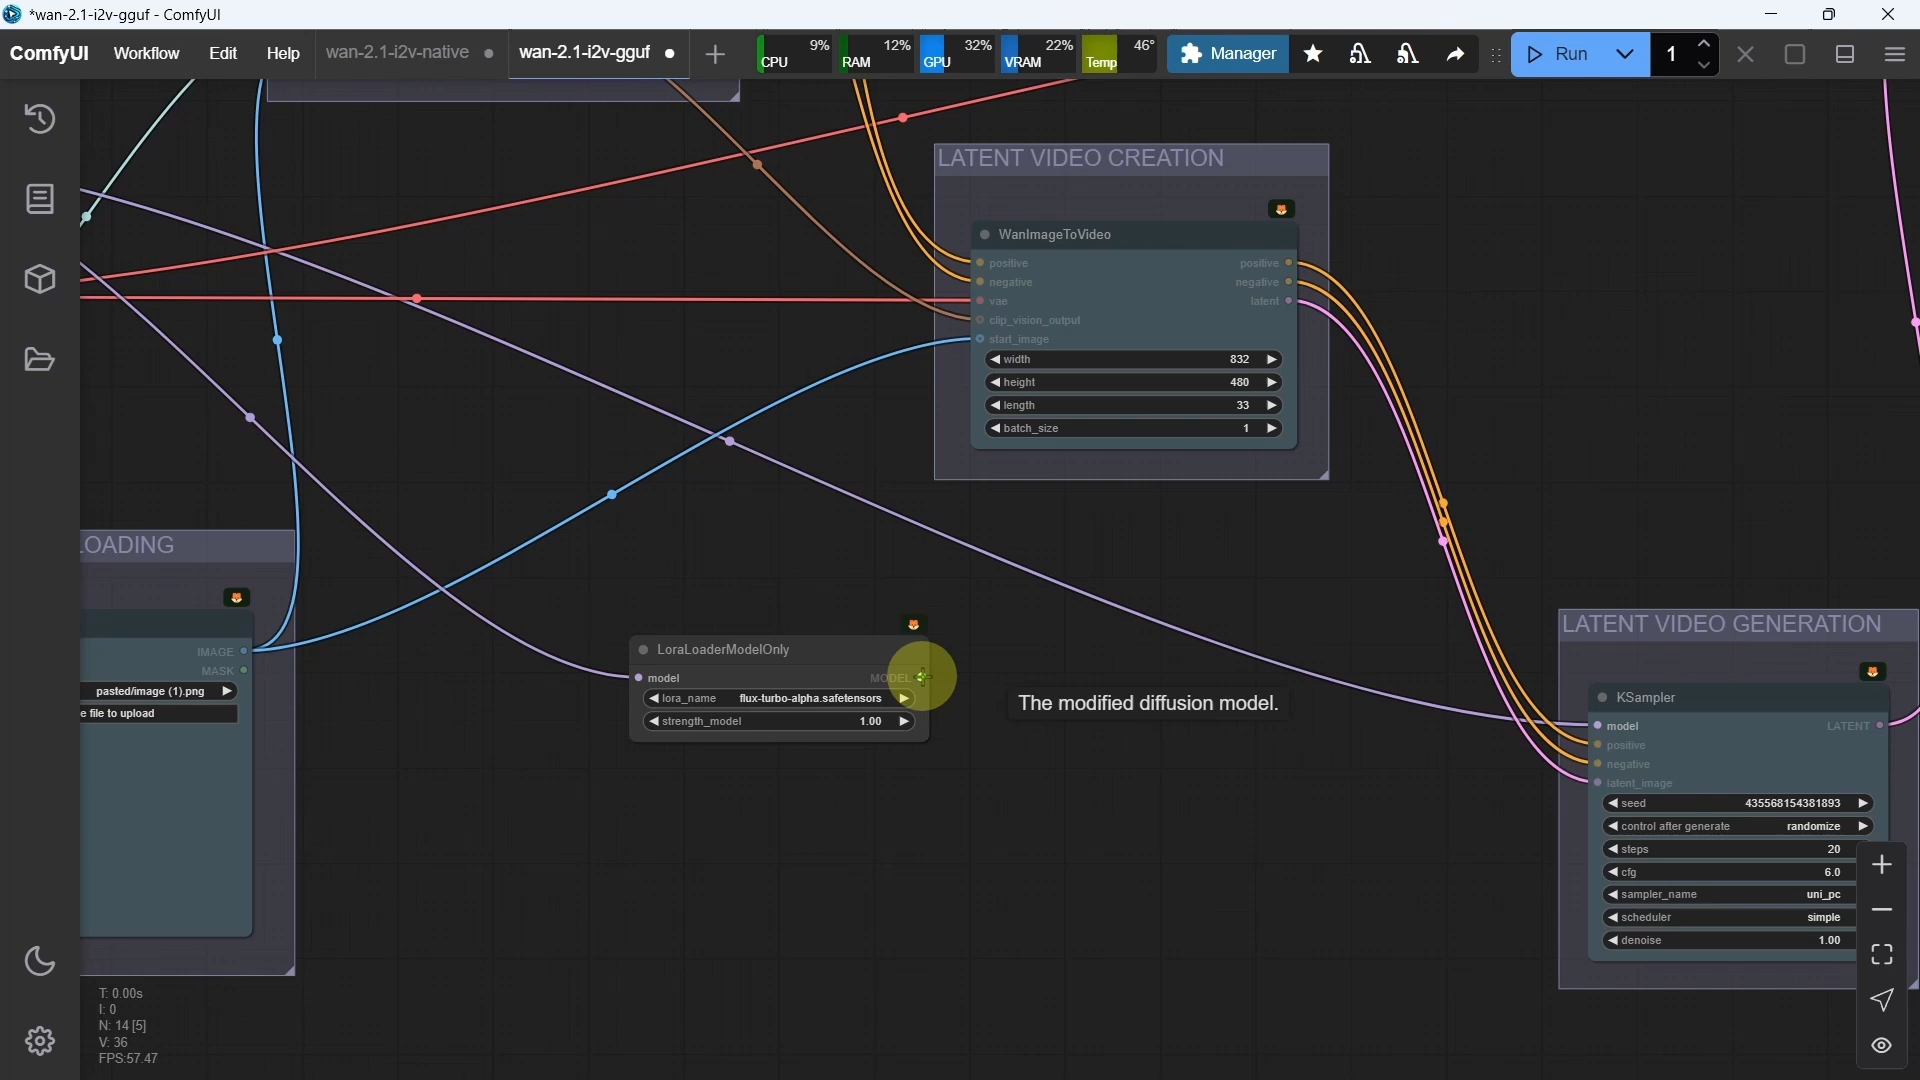 *wan-2.1-i2v-gguf - ComfyUI
ComfyUI Workflow Edit Help wan-2.1-i2v-native wan-2.1-i2v-gguf CPU 9% RAM 12% GPU 32% VRAM 22% Temp 46° Manager Run 1
LATENT VIDEO CREATION
WanImageToVideo
positive positive
negative negative
vae latent
clip_vision_output
start_image
width 832
height 480
length 33
batch_size 1
LOADING
IMAGE
MASK
pasted/image (1).png
e file to upload
LoraLoaderModelOnly
model MODEL
lora_name flux-turbo-alpha.safetensors
strength_model 1.00
The modified diffusion model.
LATENT VIDEO GENERATION
KSampler
model LATENT
positive
negative
latent_image
seed 435568154381893
control after generate randomize
steps 20
cfg 6.0
sampler_name uni_pc
scheduler simple
denoise 1.00
T: 0.00s
I: 0
N: 14 [5]
V: 36
FPS:57.47